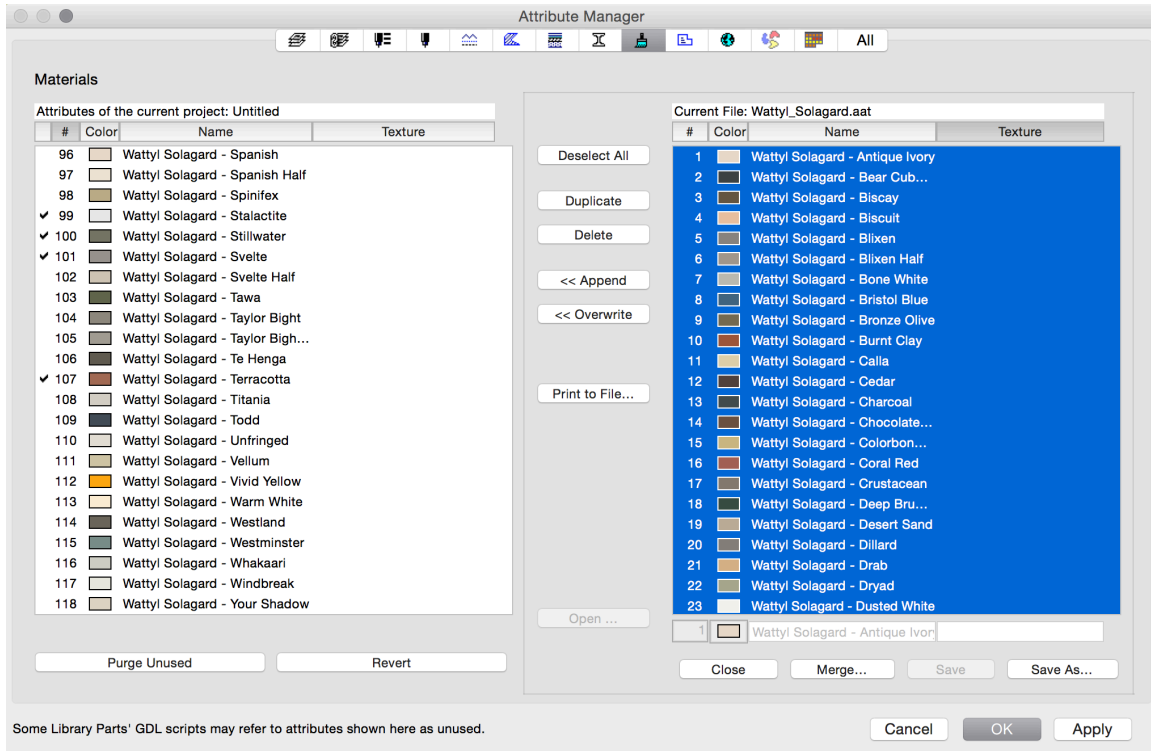 Attribute Manager
All
Materials
Attributes of the current project: Untitled
# Color Name Texture
96 Wattyl Solagard - Spanish
97 Wattyl Solagard - Spanish Half
98 Wattyl Solagard - Spinifex
99 Wattyl Solagard - Stalactite
100 Wattyl Solagard - Stillwater
101 Wattyl Solagard - Svelte
102 Wattyl Solagard - Svelte Half
103 Wattyl Solagard - Tawa
104 Wattyl Solagard - Taylor Bight
105 Wattyl Solagard - Taylor Bigh...
106 Wattyl Solagard - Te Henga
107 Wattyl Solagard - Terracotta
108 Wattyl Solagard - Titania
109 Wattyl Solagard - Todd
110 Wattyl Solagard - Unfringed
111 Wattyl Solagard - Vellum
112 Wattyl Solagard - Vivid Yellow
113 Wattyl Solagard - Warm White
114 Wattyl Solagard - Westland
115 Wattyl Solagard - Westminster
116 Wattyl Solagard - Whakaari
117 Wattyl Solagard - Windbreak
118 Wattyl Solagard - Your Shadow
Purge Unused
Revert
Deselect All
Duplicate
Delete
<< Append
<< Overwrite
Print to File...
Open ...
Current File: Wattyl_Solagard.aat
# Color Name Texture
1 Wattyl Solagard - Antique Ivory
2 Wattyl Solagard - Bear Cub...
3 Wattyl Solagard - Biscay
4 Wattyl Solagard - Biscuit
5 Wattyl Solagard - Blixen
6 Wattyl Solagard - Blixen Half
7 Wattyl Solagard - Bone White
8 Wattyl Solagard - Bristol Blue
9 Wattyl Solagard - Bronze Olive
10 Wattyl Solagard - Burnt Clay
11 Wattyl Solagard - Calla
12 Wattyl Solagard - Cedar
13 Wattyl Solagard - Charcoal
14 Wattyl Solagard - Chocolate...
15 Wattyl Solagard - Colorbon...
16 Wattyl Solagard - Coral Red
17 Wattyl Solagard - Crustacean
18 Wattyl Solagard - Deep Bru...
19 Wattyl Solagard - Desert Sand
20 Wattyl Solagard - Dillard
21 Wattyl Solagard - Drab
22 Wattyl Solagard - Dryad
23 Wattyl Solagard - Dusted White
1 Wattyl Solagard - Antique Ivor
Close
Merge...
Save
Save As...
Some Library Parts' GDL scripts may refer to attributes shown here as unused.
Cancel
OK
Apply